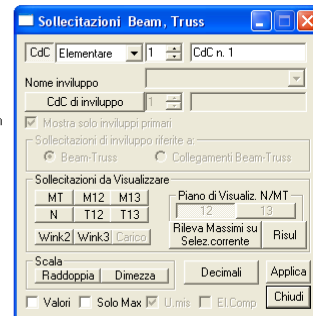 Sollecitazioni Beam, Truss
CdC Elementare 1 CdC n. 1
Nome inviluppo
CdC di inviluppo 1
Mostra solo inviluppi primari
Sollecitazioni di inviluppo riferite a:
Beam-Truss Collegamenti Beam-Truss
Sollecitazioni da Visualizzare
MT M12 M13
N T12 T13
Wink2 Wink3 Carico
Piano di Visualiz. N/MT
12 13
Rileva Massimi su Selez.corrente
Risul
Scala
Raddoppia Dimezza
Decimali Applica
Valori Solo Max U.mis El.Comp Chiudi